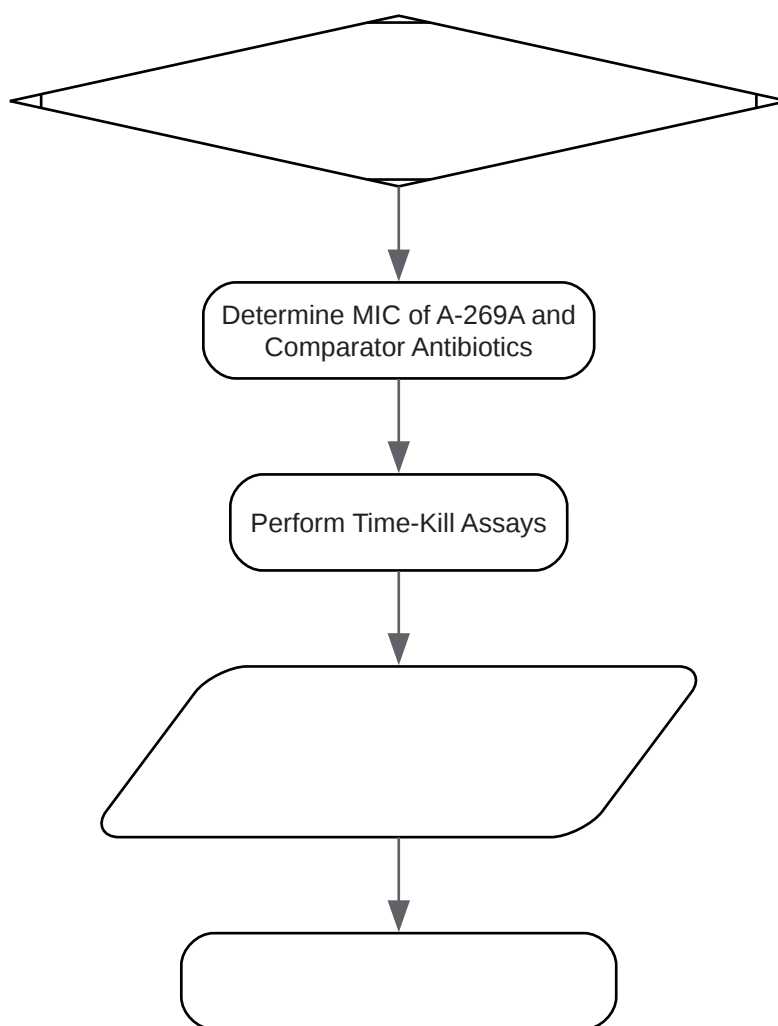 Determine MIC of A-269A and
Comparator Antibiotics
Perform Time-Kill Assays